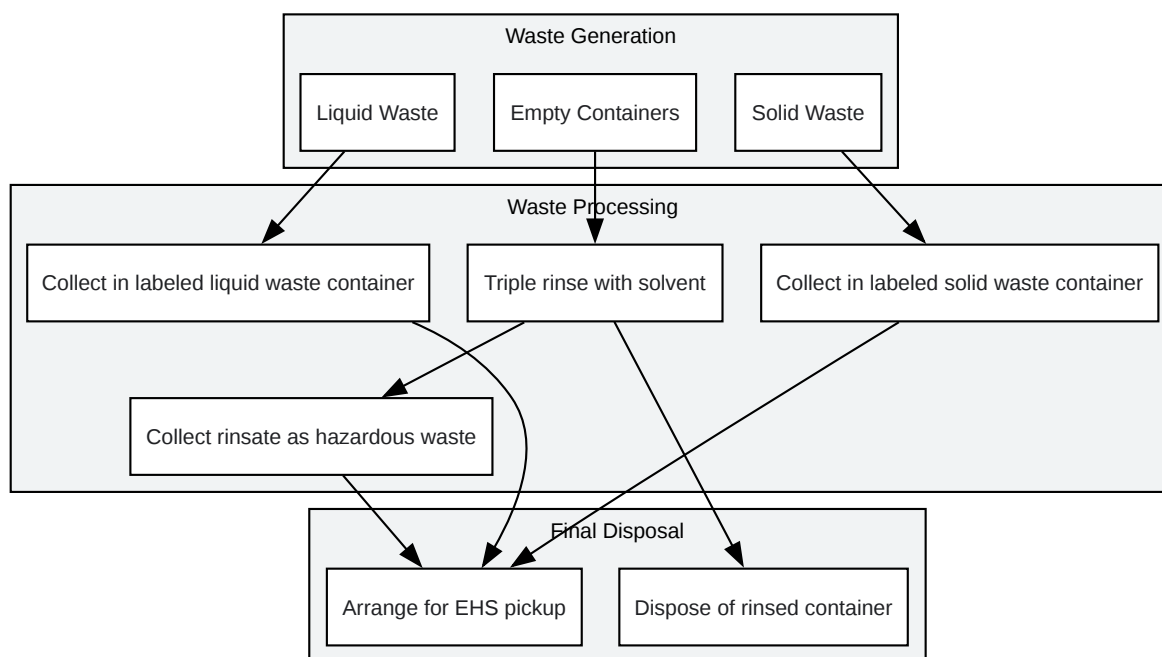 Waste Generation
Liquid Waste
Empty Containers
Solid Waste
Waste Processing
Collect in labeled liquid waste container
Triple rinse with solvent
Collect in labeled solid waste container
Collect rinsate as hazardous waste
Final Disposal
Arrange for EHS pickup
Dispose of rinsed container